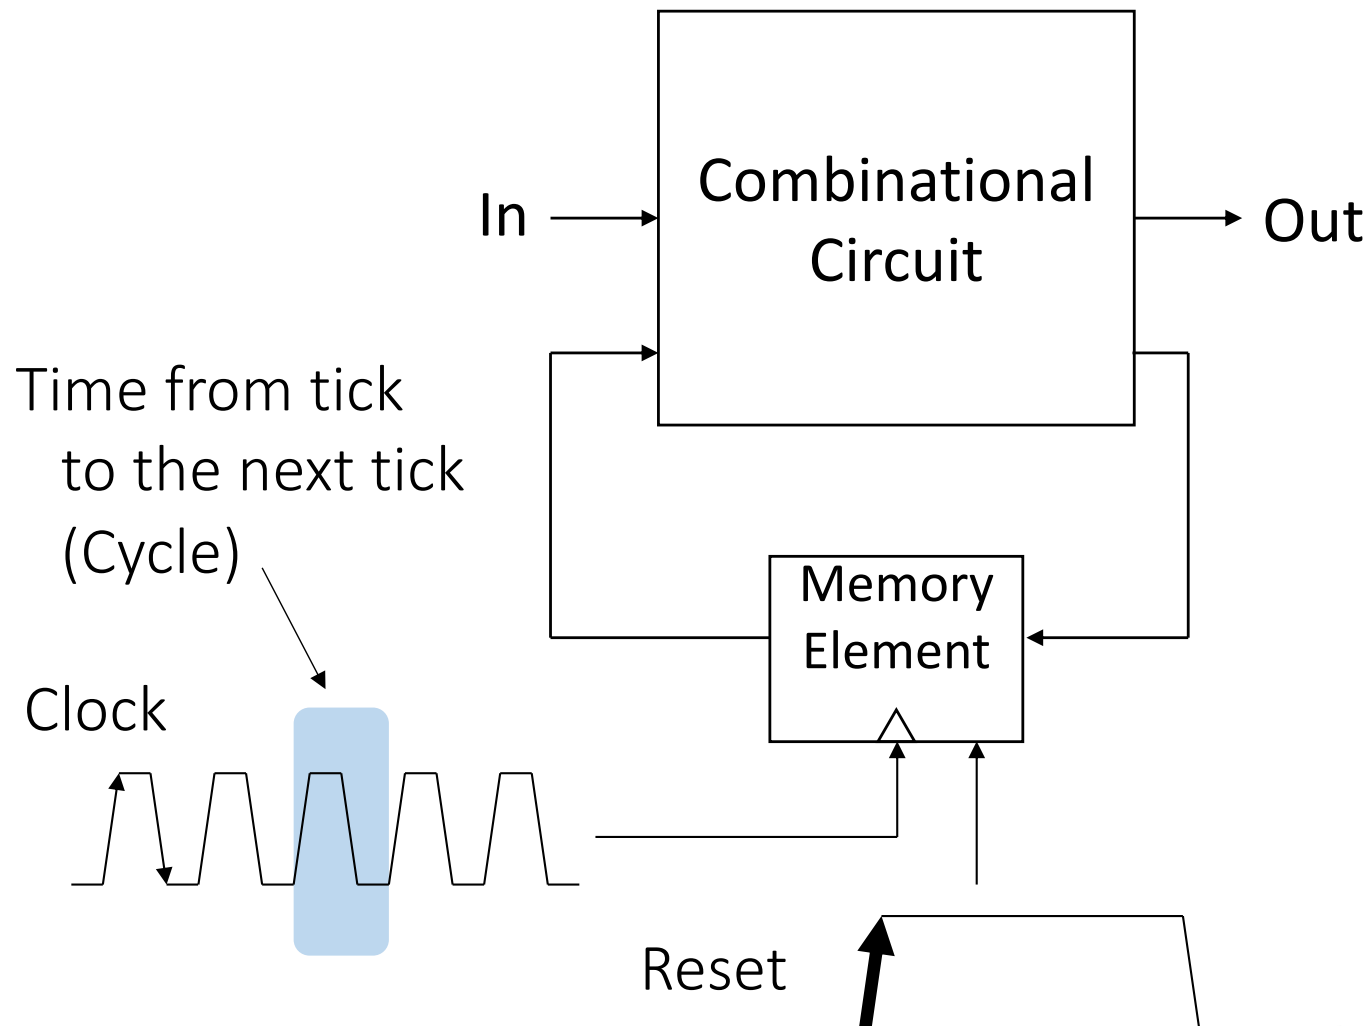 Combinational
Circuit
In
Out
Time from tick
to the next tick
(Cycle)
Memory
Element
Clock
Reset